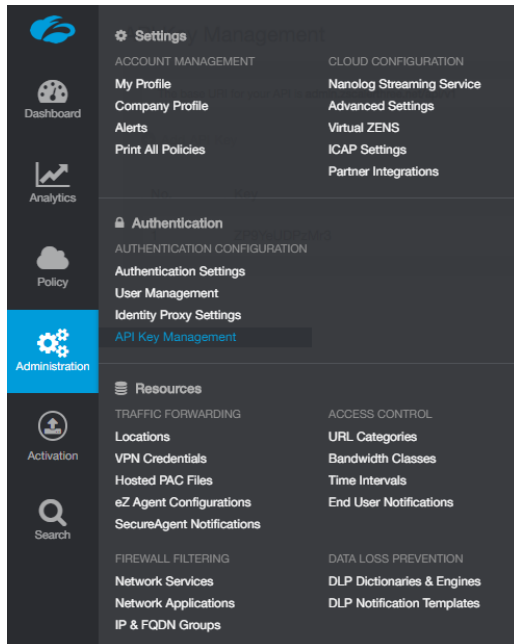 Settings
ACCOUNT MANAGEMENT
My Profile
Company Profile
Alerts
Print All Policies
CLOUD CONFIGURATION
Nanolog Streaming Service
Advanced Settings
Virtual ZENS
ICAP Settings
Partner Integrations
Authentication
AUTHENTICATION CONFIGURATION
Authentication Settings
User Management
Identity Proxy Settings
API Key Management
Resources
TRAFFIC FORWARDING
Locations
VPN Credentials
Hosted PAC Files
eZ Agent Configurations
SecureAgent Notifications
ACCESS CONTROL
URL Categories
Bandwidth Classes
Time Intervals
End User Notifications
FIREWALL FILTERING
Network Services
Network Applications
IP & FQDN Groups
DATA LOSS PREVENTION
DLP Dictionaries & Engines
DLP Notification Templates
Dashboard
Analytics
Policy
Administration
Activation
Search